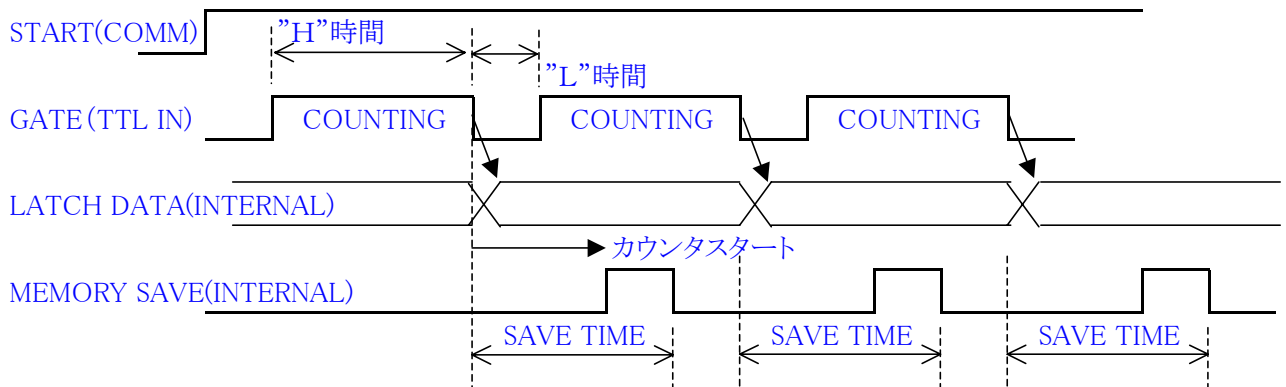 START(COMM)
”H”時間
”L”時間
GATE(TTL IN)
COUNTING
COUNTING
COUNTING
LATCH DATA(INTERNAL)
カウンタスタート
MEMORY SAVE(INTERNAL)
SAVE TIME
SAVE TIME
SAVE TIME